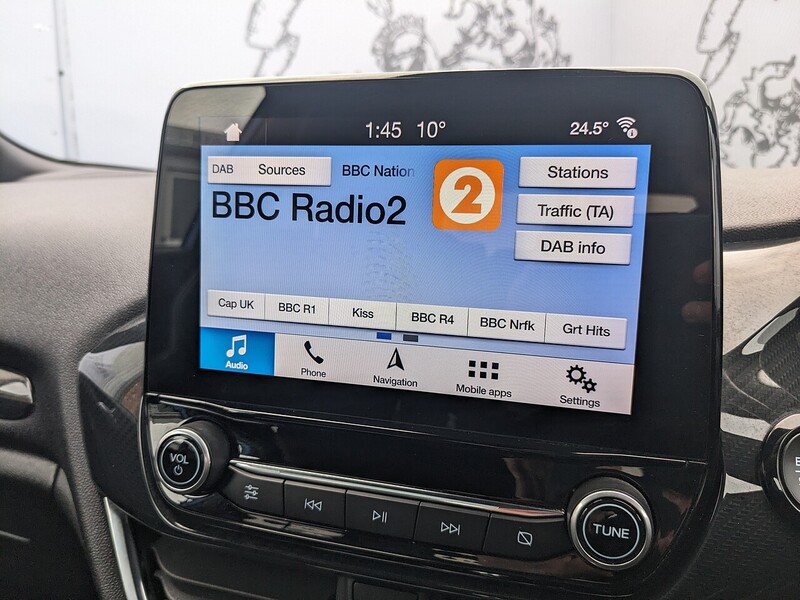 1:45 10° 24.5°
DAB Sources BBC Nation 2 Stations
BBC Radio2
Traffic (TA)
DAB info
Cap UK BBC R1 Kiss BBC R4 BBC Nrfk Grt Hits
Audio Phone Navigation Mobile apps Settings
VOL
TUNE